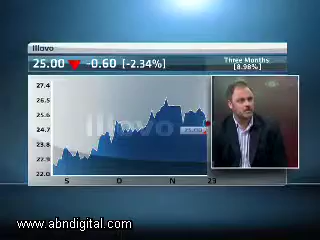 Illovo
25.00 -0.60 [-2.34%]
Three Months
[8.98%]
27.4
26.5
25.6
24.7
23.8
22.9
22.0
Illovo
25.00
S O N 23
www.abndigital.com